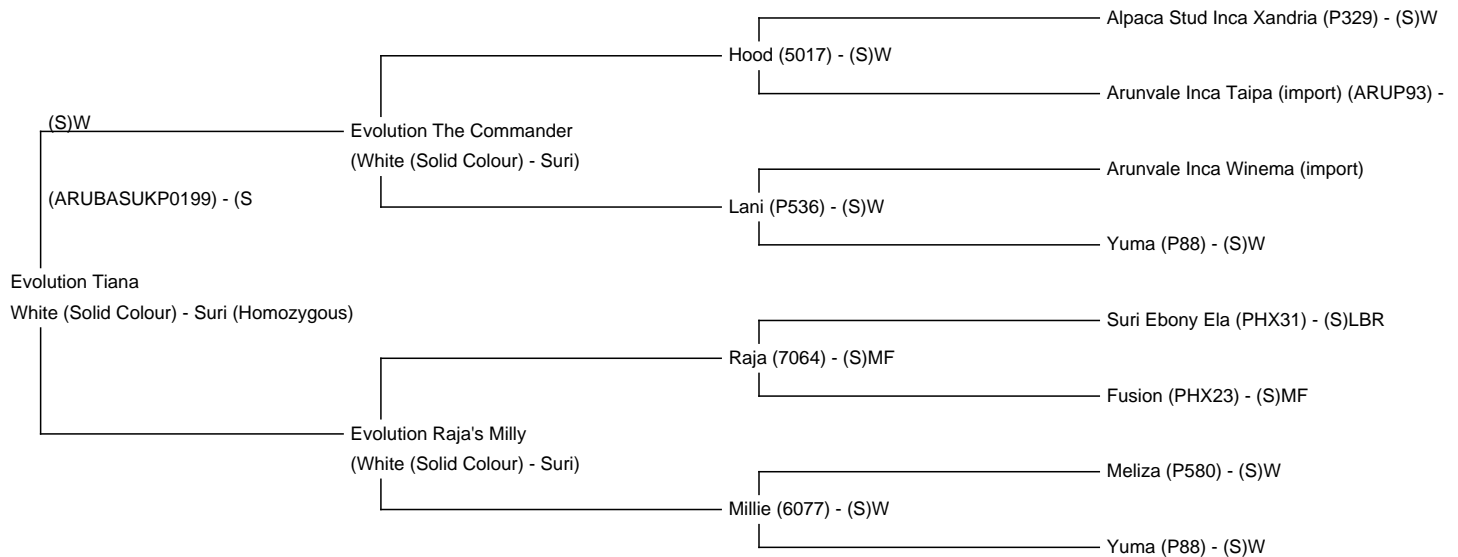 Alpaca Stud Inca Xandria (P329) - (S)W
Hood (5017) - (S)W
Arunvale Inca Taipa (import) (ARUP93) -
(S)W
Evolution The Commander
(White (Solid Colour) - Suri)
Arunvale Inca Winema (import)
(ARUBASUKP0199) - (S
Lani (P536) - (S)W
Yuma (P88) - (S)W
Evolution Tiana
White (Solid Colour) - Suri (Homozygous)
Suri Ebony Ela (PHX31) - (S)LBR
Raja (7064) - (S)MF
Fusion (PHX23) - (S)MF
Evolution Raja's Milly
(White (Solid Colour) - Suri)
Meliza (P580) - (S)W
Millie (6077) - (S)W
Yuma (P88) - (S)W